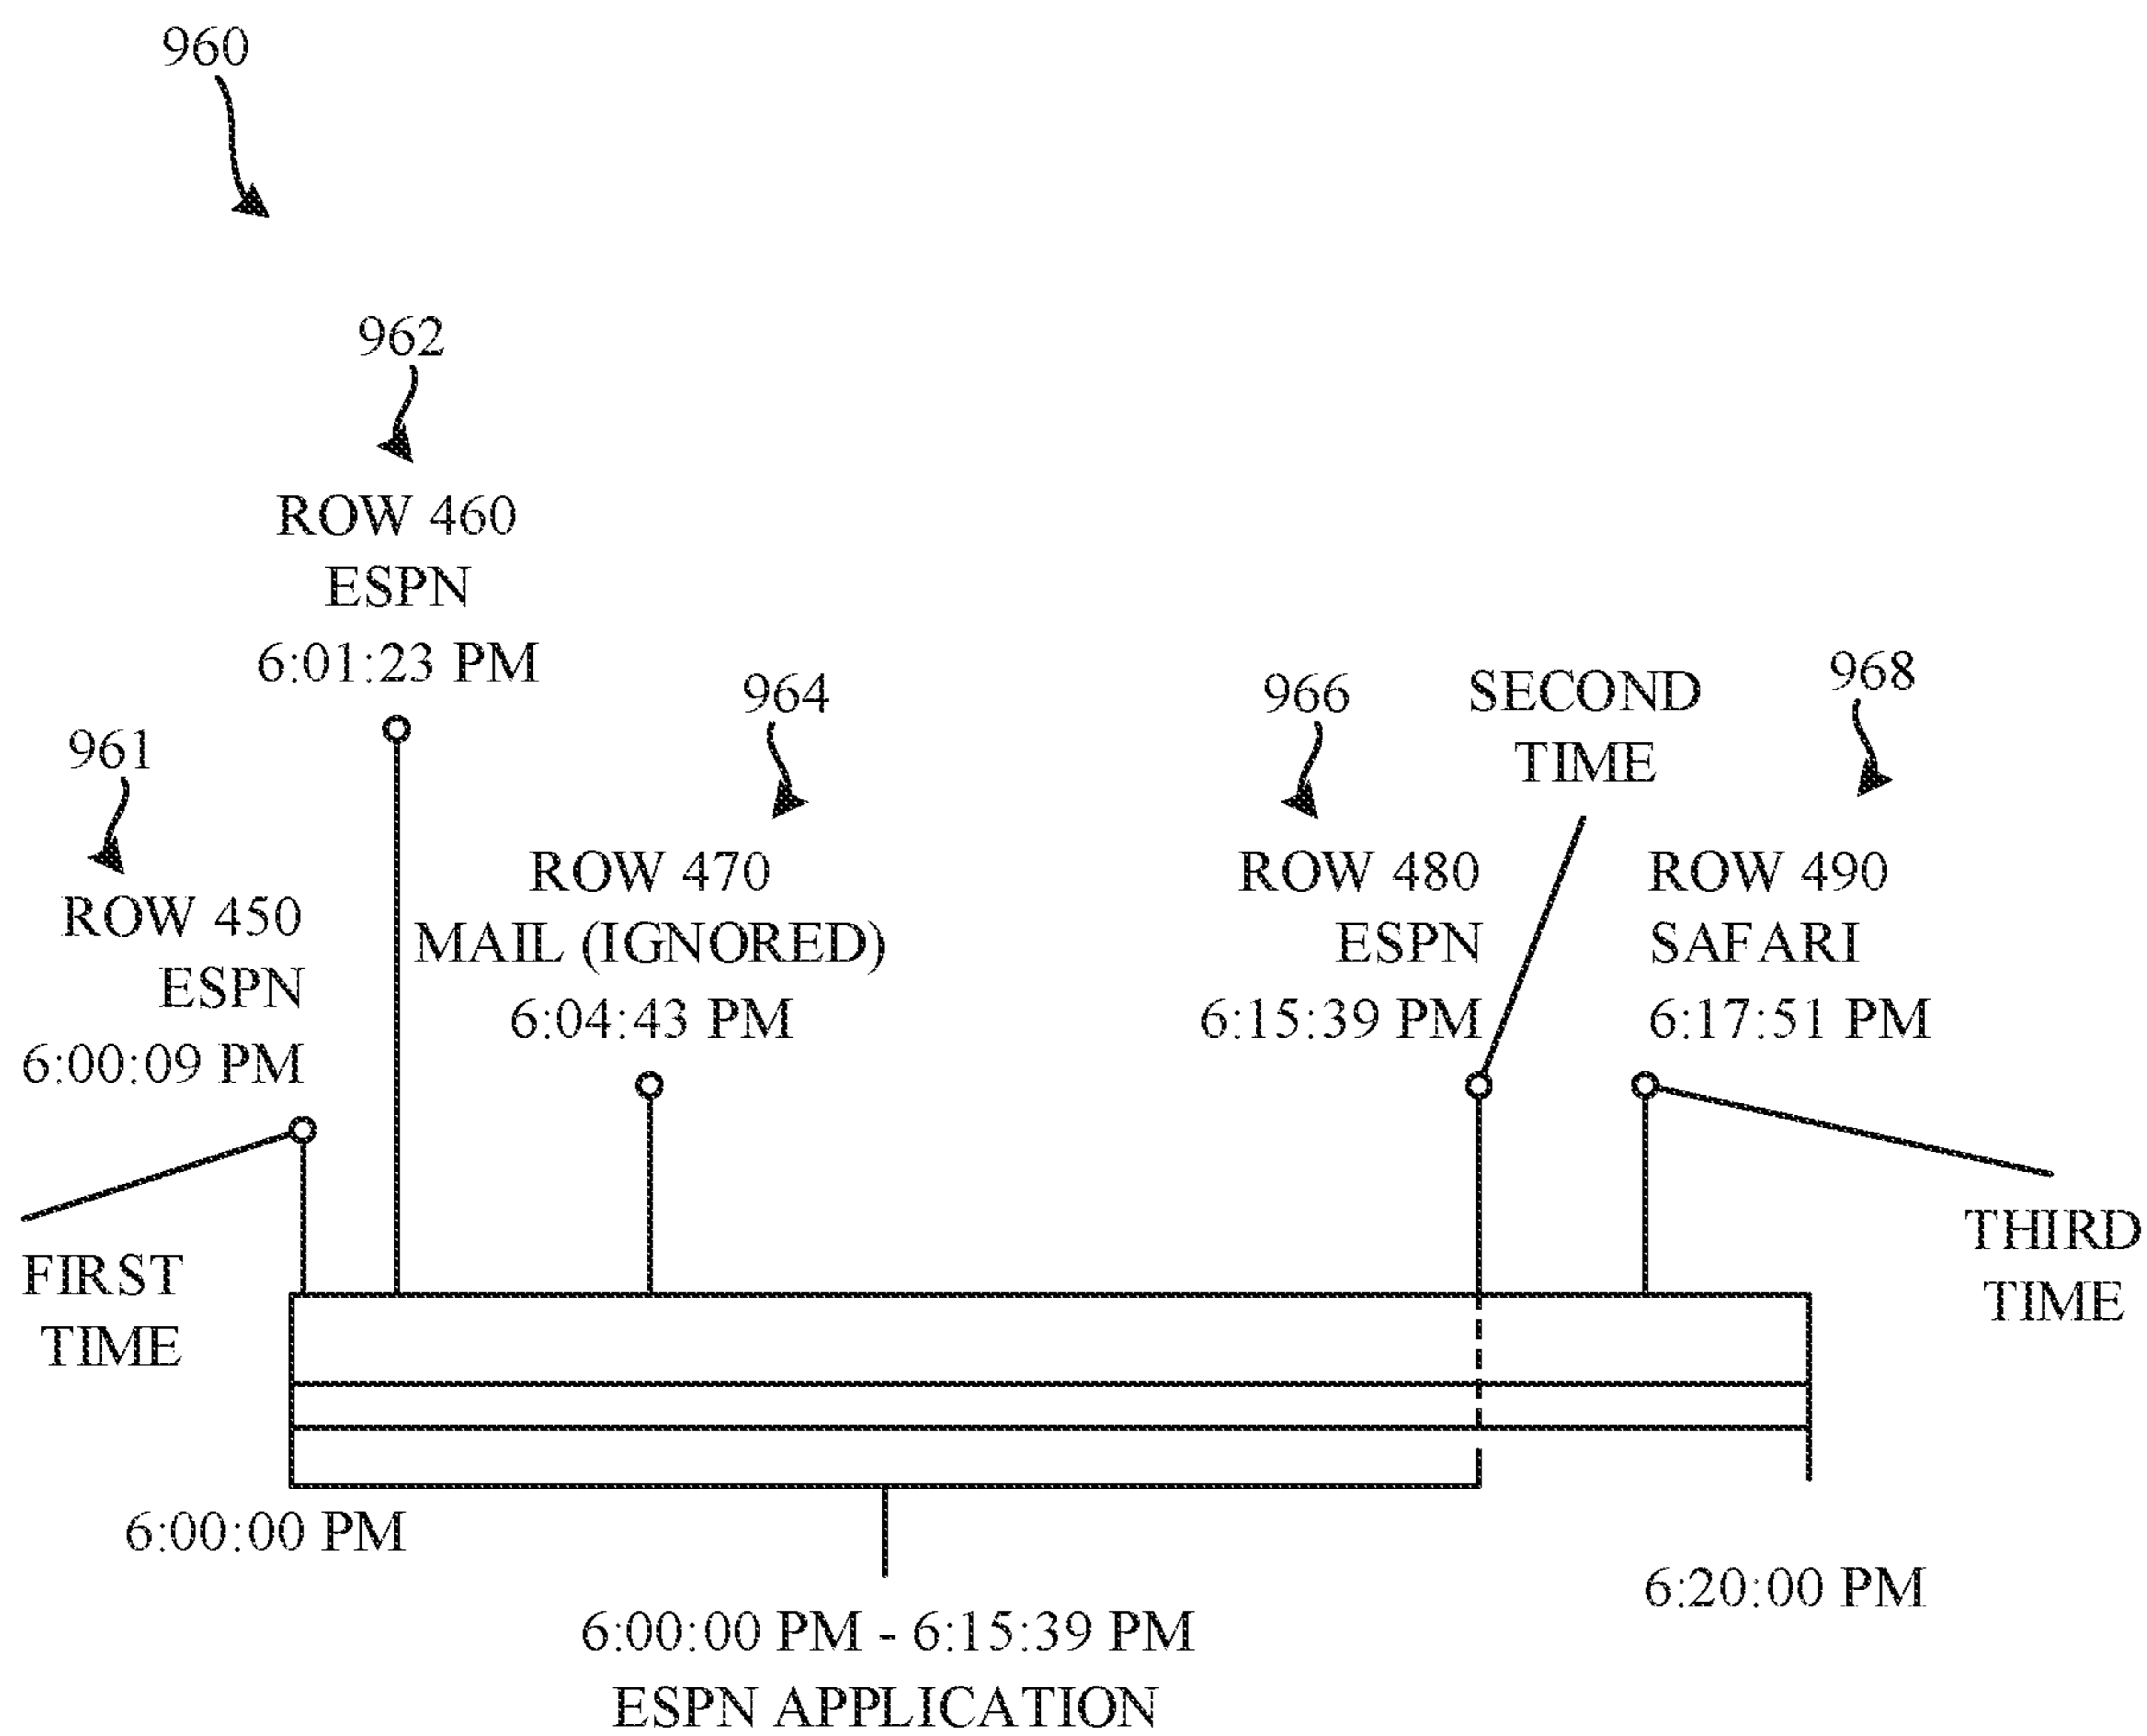 960
962
ROW 460
ESPN
6:01:23 PM
961
ROW 450
ESPN
6:00:09 PM
964
ROW 470
MAIL (IGNORED)
6:04:43 PM
966
ROW 480
ESPN
6:15:39 PM
SECOND
TIME
968
ROW 490
SAFARI
6:17:51 PM
FIRST
TIME
THIRD
TIME
6:00:00 PM
6:00:00 PM - 6:15:39 PM
ESPN APPLICATION
6:20:00 PM